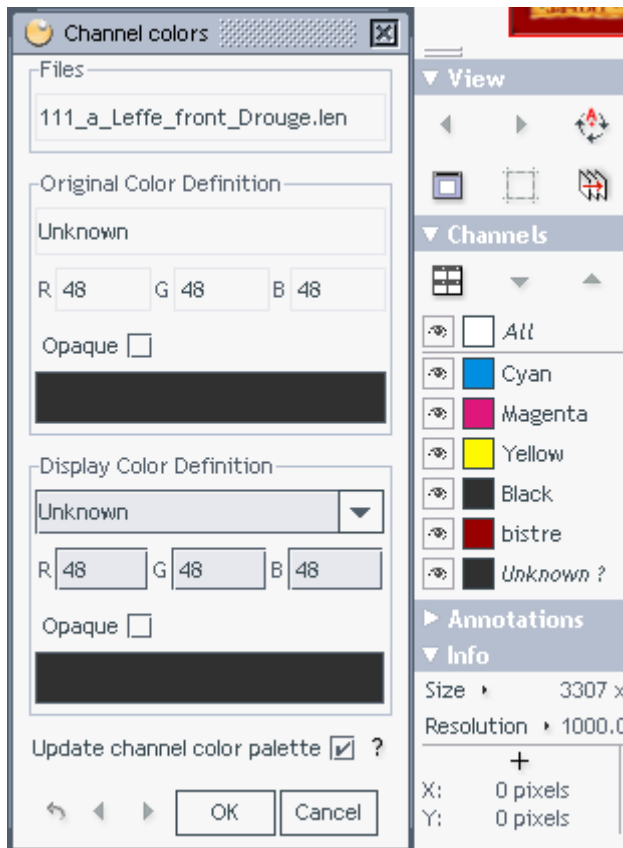 Channel colors
Files
111_a_Leffe_front_Drouge.len
Original Color Definition
Unknown
R 48 G 48 B 48
Opaque
Display Color Definition
Unknown
R 48 G 48 B 48
Opaque
Update channel color palette ?
OK Cancel
View
A
Channels
All
Cyan
Magenta
Yellow
Black
bistre
Unknown ?
Annotations
Info
Size 3307 x
Resolution 1000.0
X: 0 pixels
Y: 0 pixels